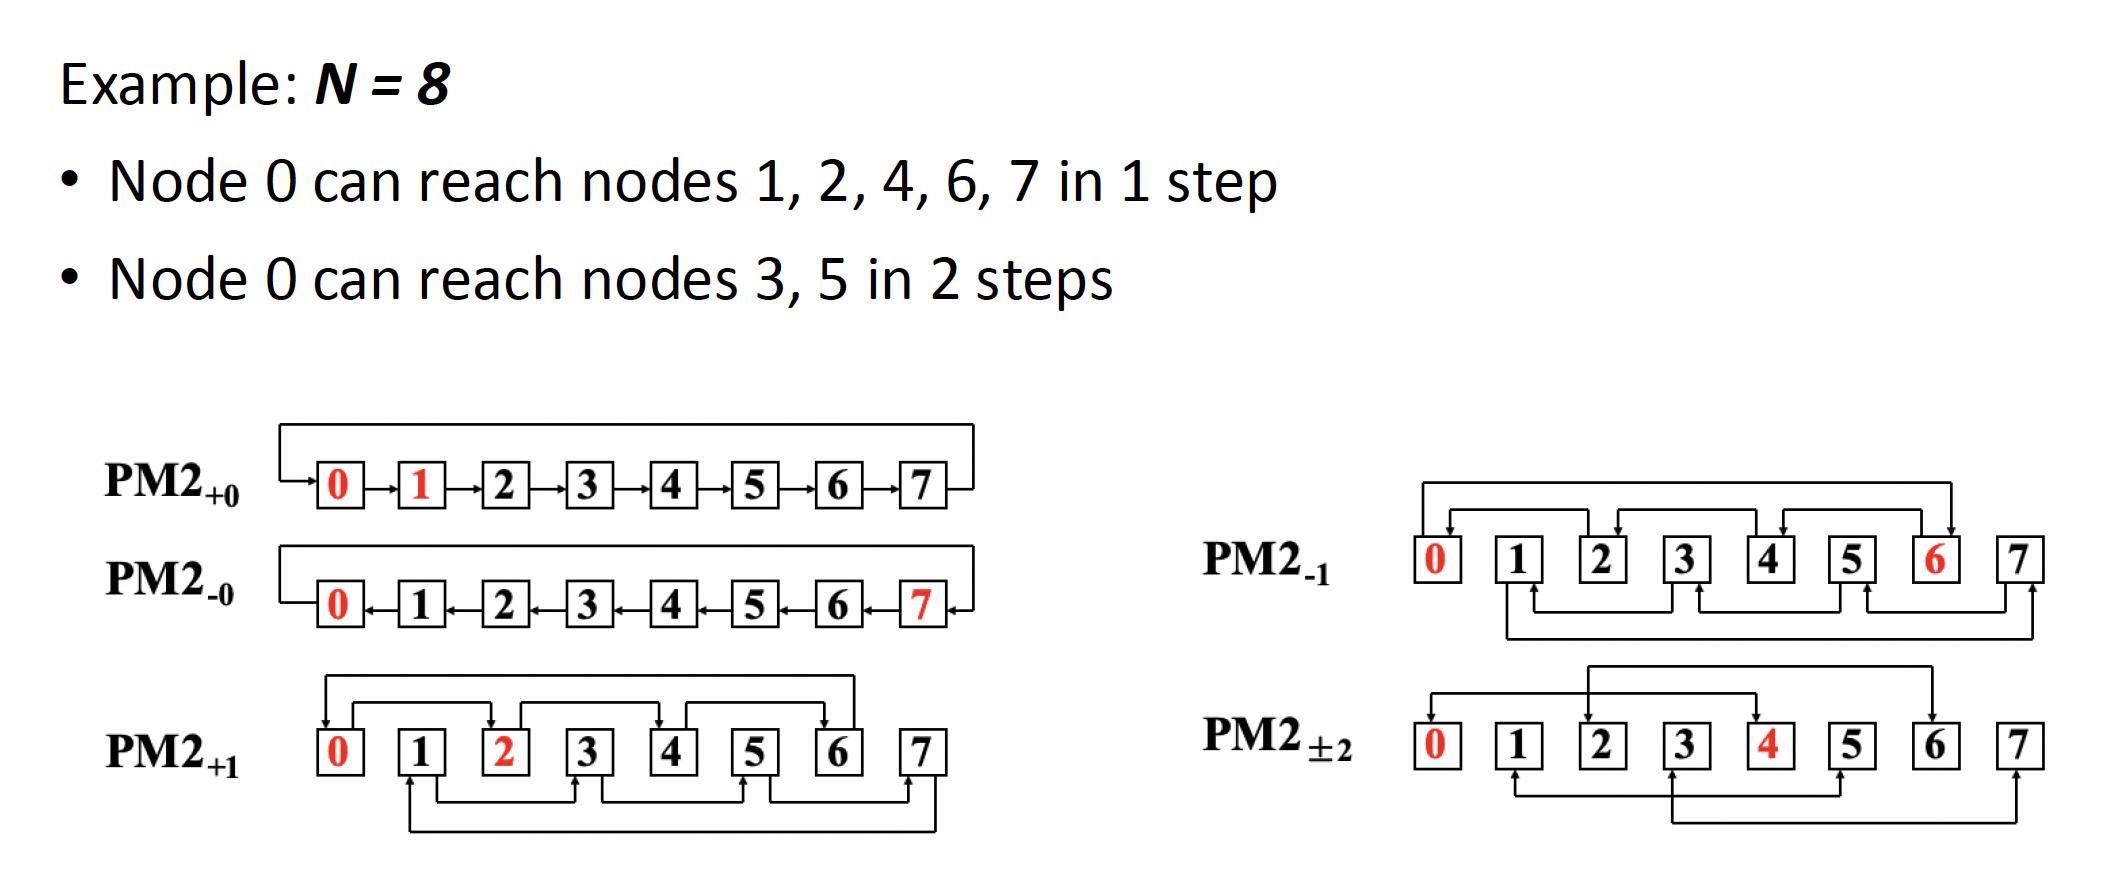 Example: N = 8
• Node 0 can reach nodes 1, 2, 4, 6, 7 in 1 step
• Node 0 can reach nodes 3, 5 in 2 steps
PM2+0 0 1 2 3 4 5 6 7
PM2-0 0 1 2 3 4 5 6 7
PM2+1 0 1 2 3 4 5 6 7
PM2-1 0 1 2 3 4 5 6 7
PM2±2 0 1 2 3 4 5 6 7